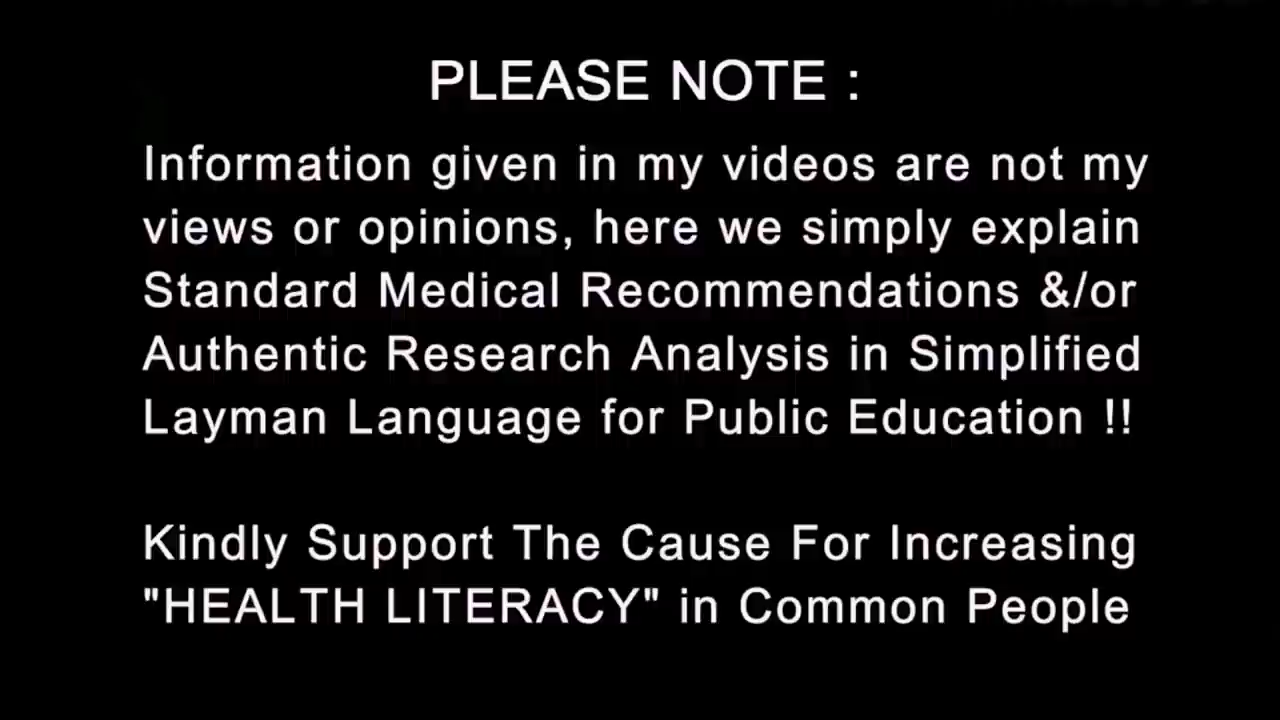 PLEASE NOTE :
Information given in my videos are not my
views or opinions, here we simply explain
Standard Medical Recommendations &/or
Authentic Research Analysis in Simplified
Layman Language for Public Education !!
Kindly Support The Cause For Increasing
"HEALTH LITERACY" in Common People